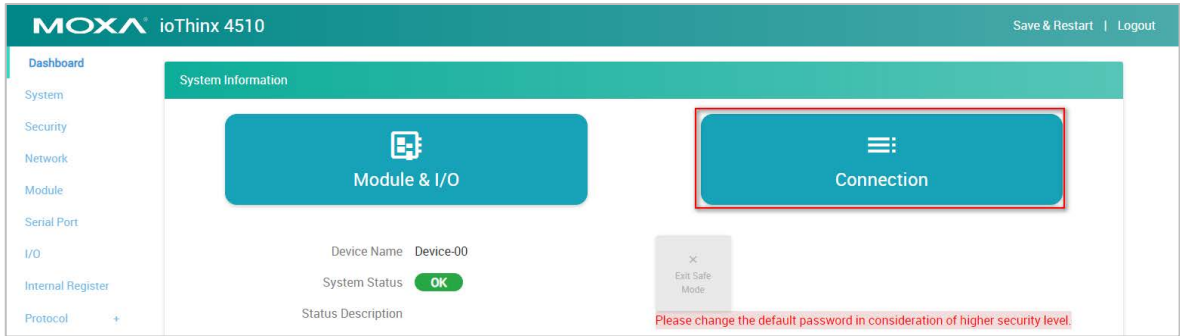 MOXA ioThinx 4510
Save & Restart | Logout
Dashboard
System
Security
Network
Module
Serial Port
I/O
Internal Register
Protocol +
System Information
Module & I/O
Connection
Device Name Device-00
System Status OK
Status Description
Exit Safe
Mode
Please change the default password in consideration of higher security level.